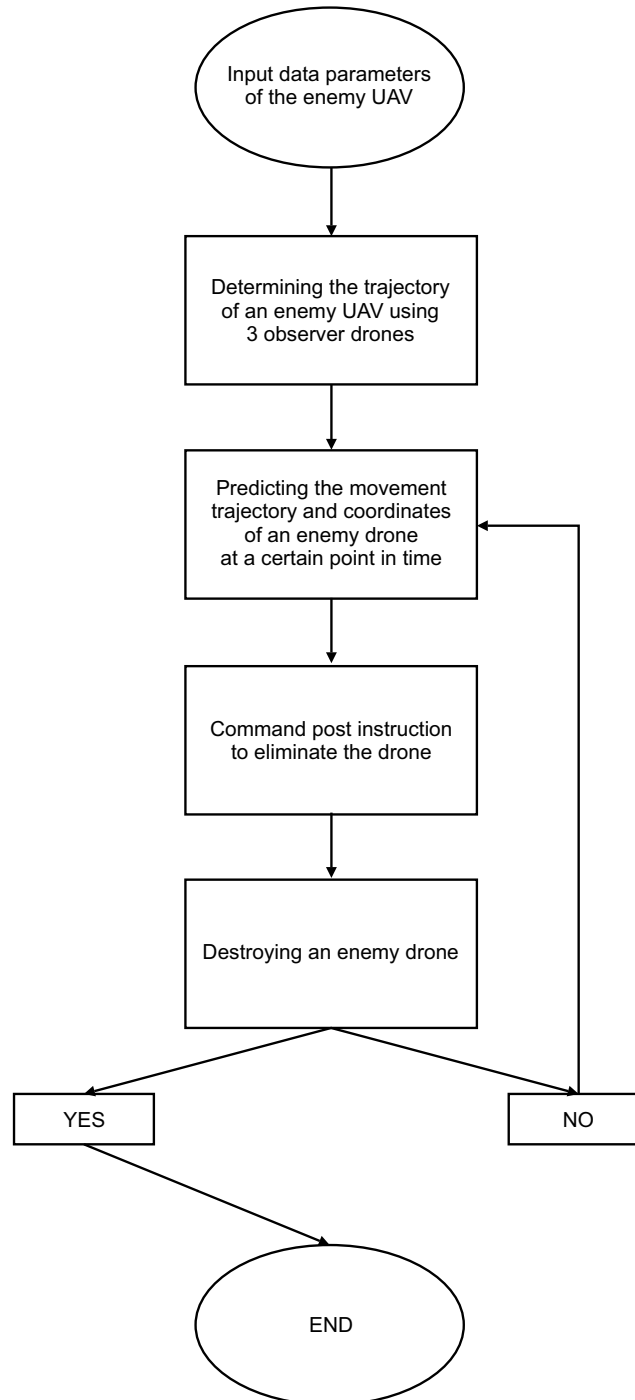 Input data parameters
of the enemy UAV
Determining the trajectory
of an enemy UAV using
3 observer drones
Predicting the movement
trajectory and coordinates
of an enemy drone
at a certain point in time
Command post instruction
to eliminate the drone
Destroying an enemy drone
YES
NO
END